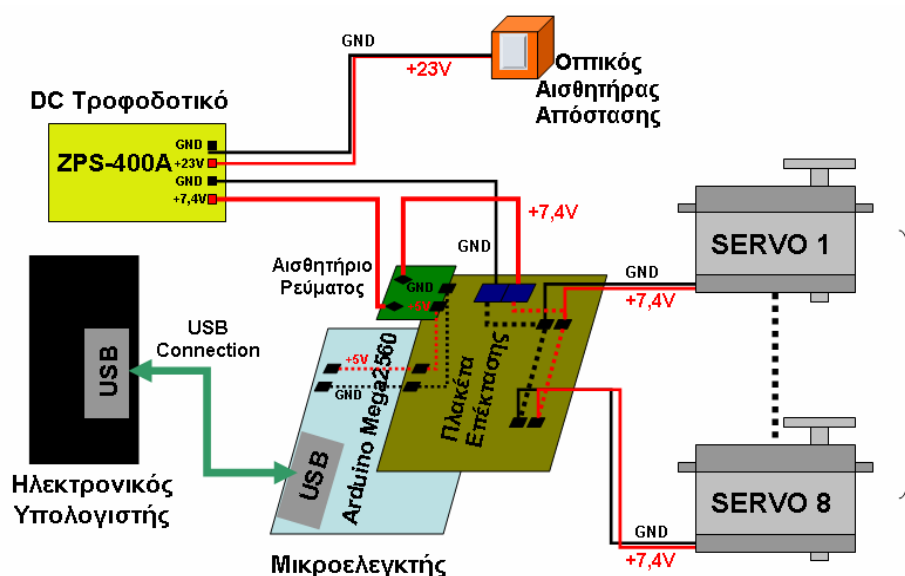 GND
+23V
Οπτικός
Αισθητήρας
Απόστασης
DC Τροφοδοτικό
ZPS-400A
GND
+23V
GND
+7,4V
+7,4V
GND
SERVO 1
GND
+7,4V
Αισθητήριο
Ρεύματος
GND
+5V
USB
Connection
USB
+5V
GND
Arduino Mega2560
USB
Πλακέτα
Επέκτασης
Ηλεκτρονικός
Υπολογιστής
SERVO 8
GND
+7,4V
Μικροελεγκτής